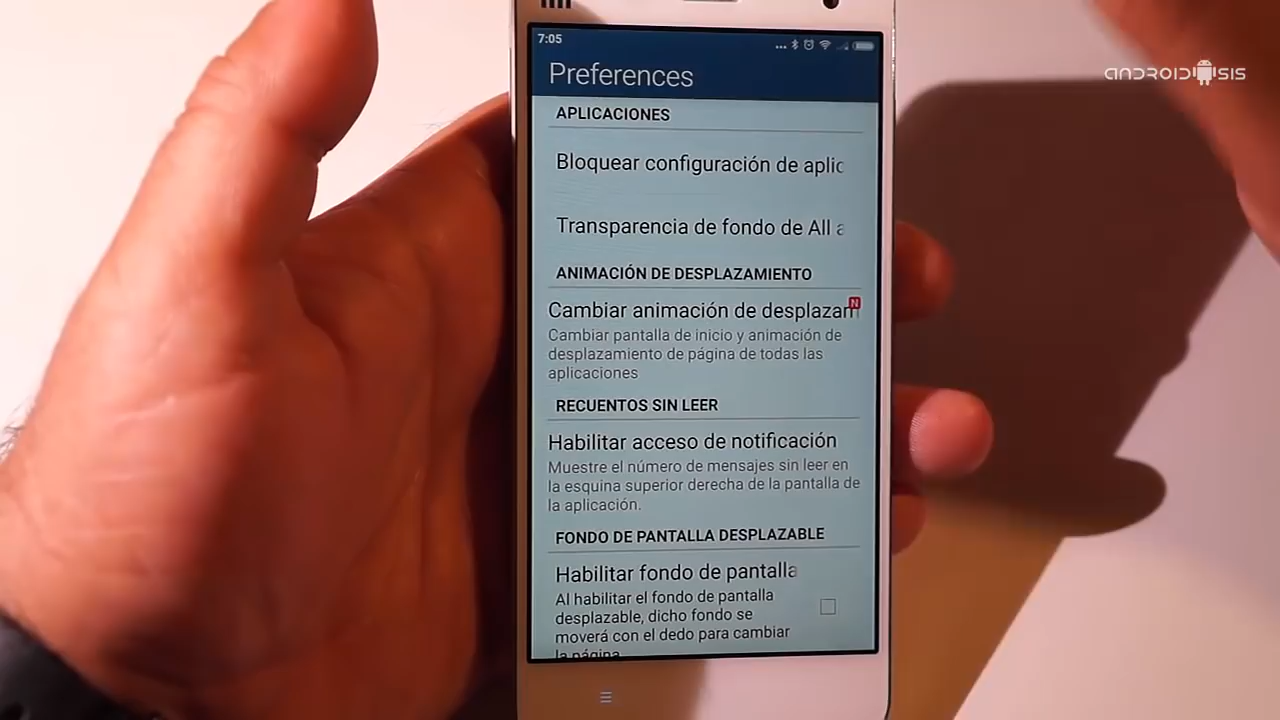 7:05
ANDROIDSIS
Preferences
APLICACIONES
Bloquear configuración de aplic
Transparencia de fondo de All a
ANIMACIÓN DE DESPLAZAMIENTO
N
Cambiar animación de desplazam
Cambiar pantalla de inicio y animación de
desplazamiento de página de todas las
aplicaciones
RECUENTOS SIN LEER
Habilitar acceso de notificación
Muestre el número de mensajes sin leer en
la esquina superior derecha de la pantalla de
la aplicación.
FONDO DE PANTALLA DESPLAZABLE
Habilitar fondo de pantalla
Al habilitar el fondo de pantalla
desplazable, dicho fondo se
moverá con el dedo para cambiar
la página